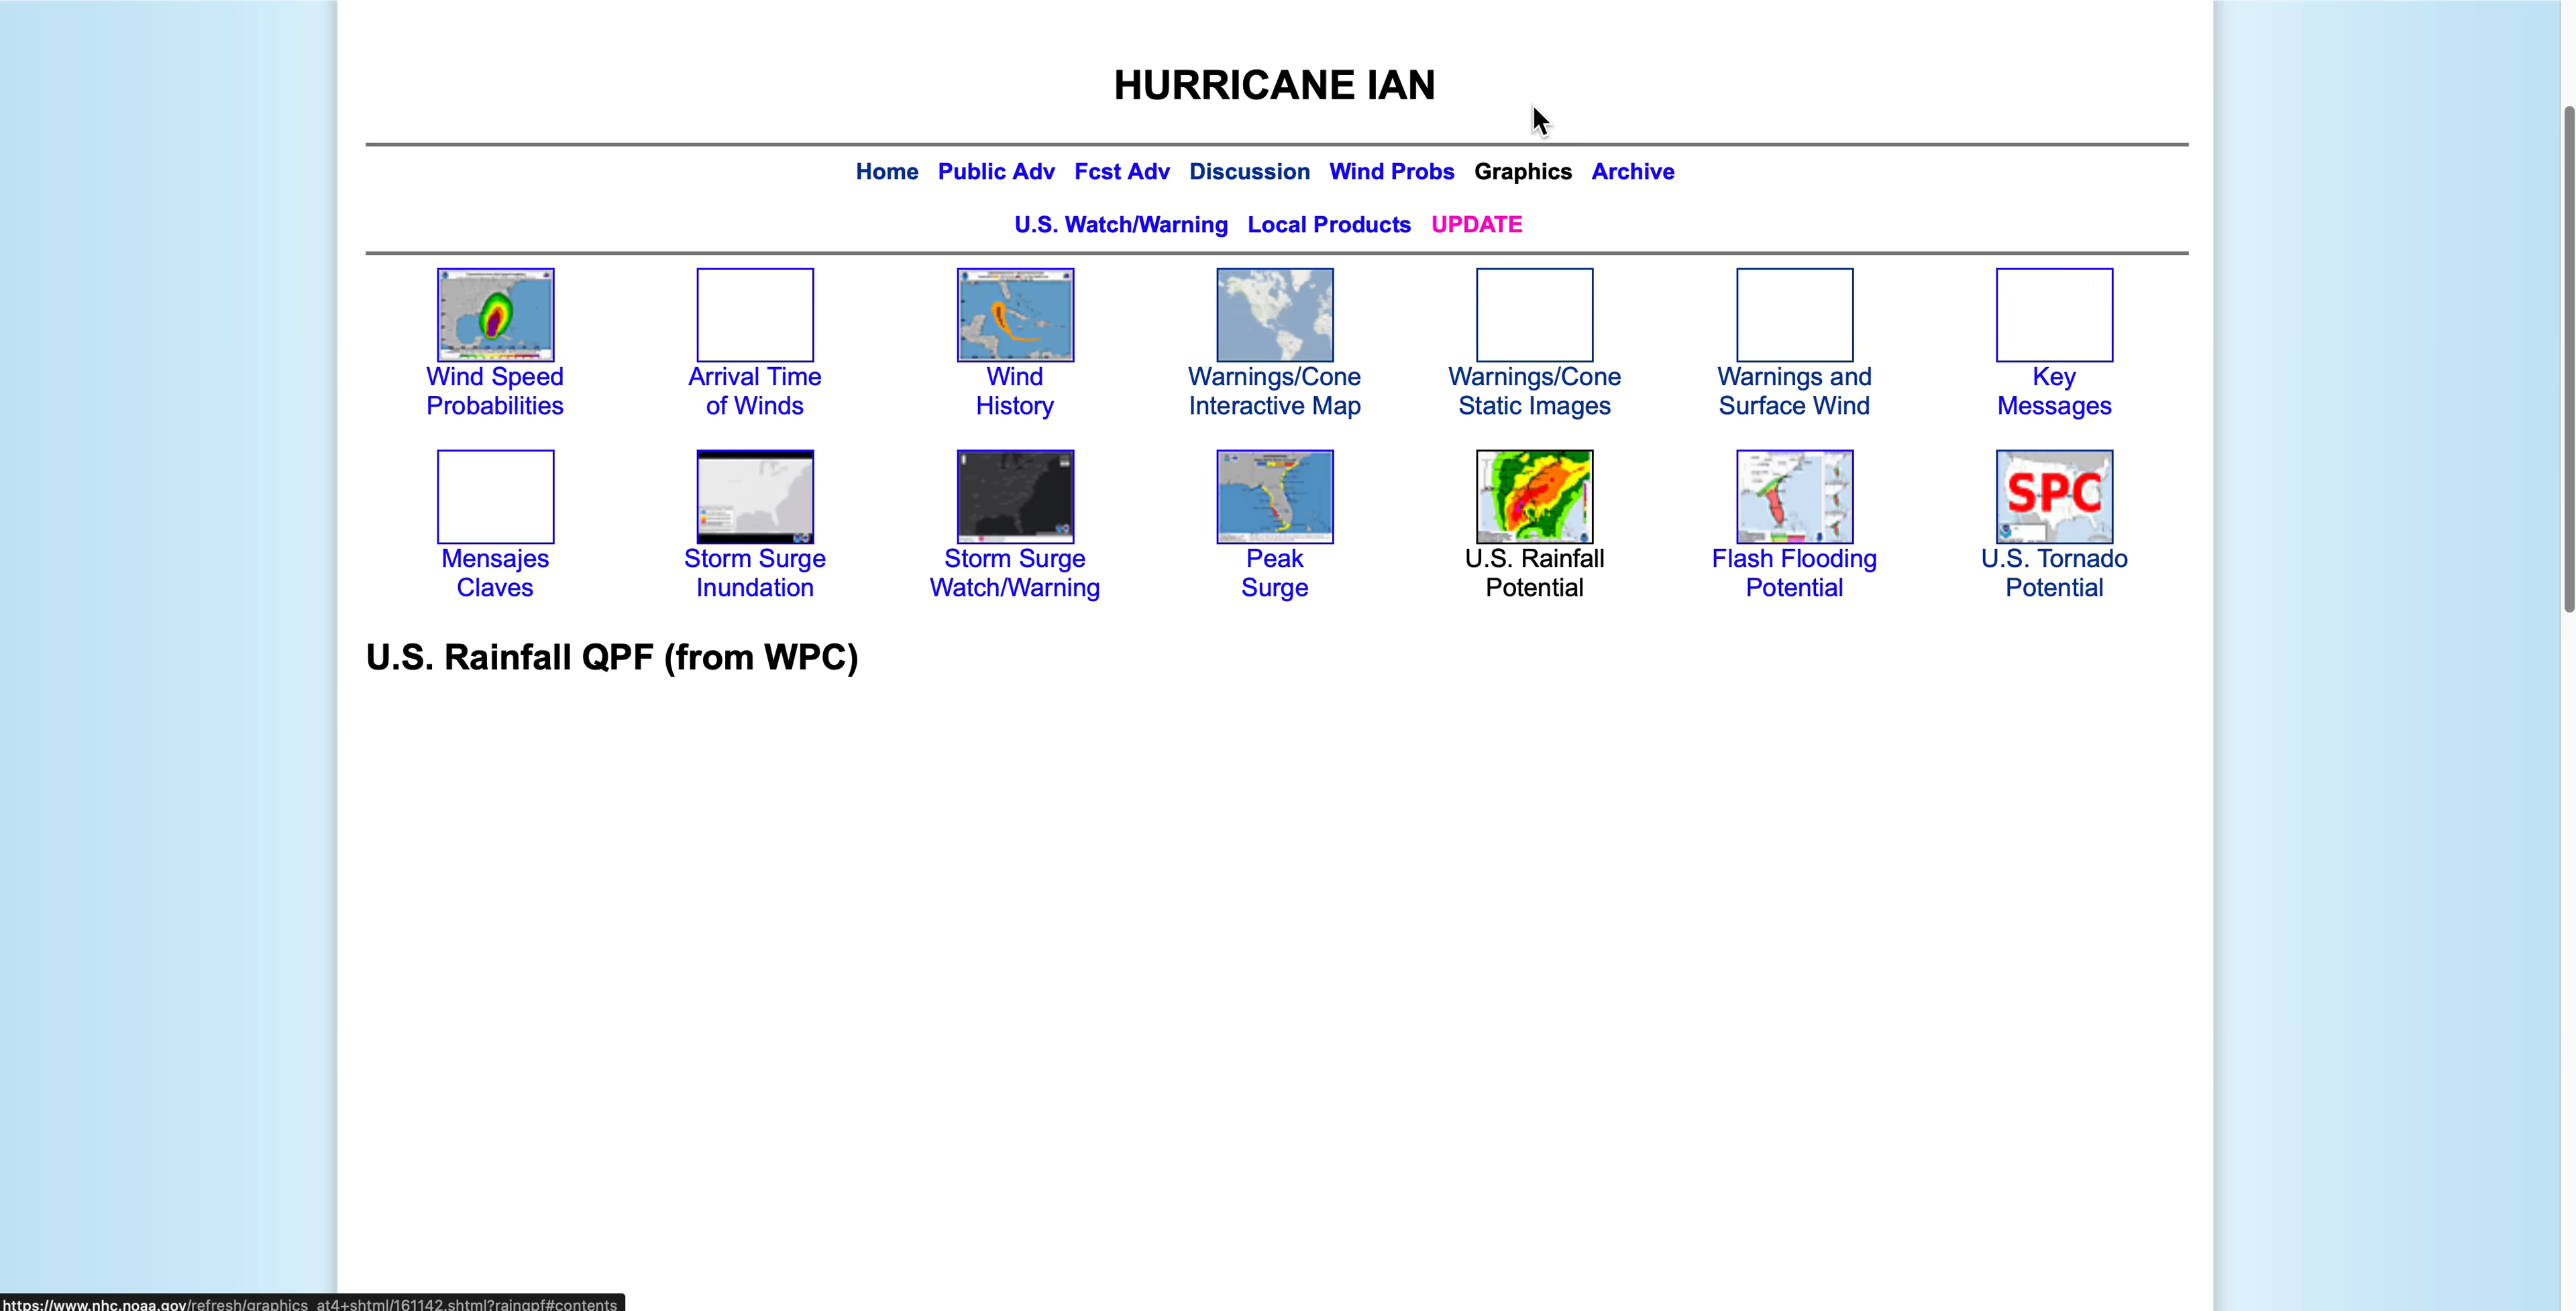 HURRICANE IAN
Home Public Adv Fcst Adv Discussion Wind Probs Graphics Archive
U.S. Watch/Warning Local Products UPDATE
Wind Speed Probabilities
Arrival Time of Winds
Wind History
Warnings/Cone Interactive Map
Warnings/Cone Static Images
Warnings and Surface Wind
Key Messages
Mensajes Claves
Storm Surge Inundation
Storm Surge Watch/Warning
Peak Surge
U.S. Rainfall Potential
Flash Flooding Potential
SPC
U.S. Tornado Potential
U.S. Rainfall QPF (from WPC)
https://www.nhc.noaa.gov/refresh/graphics_at4+shtml/161142.shtml?rainqpf#contents